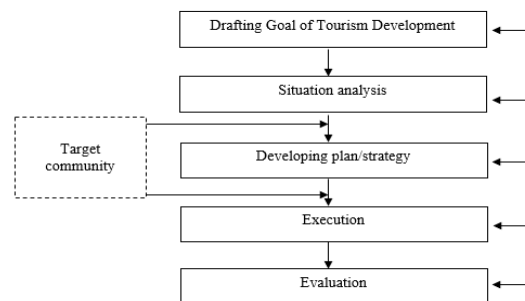 Drafting Goal of Tourism Development
Situation analysis
Target
community
Developing plan/strategy
Execution
Evaluation